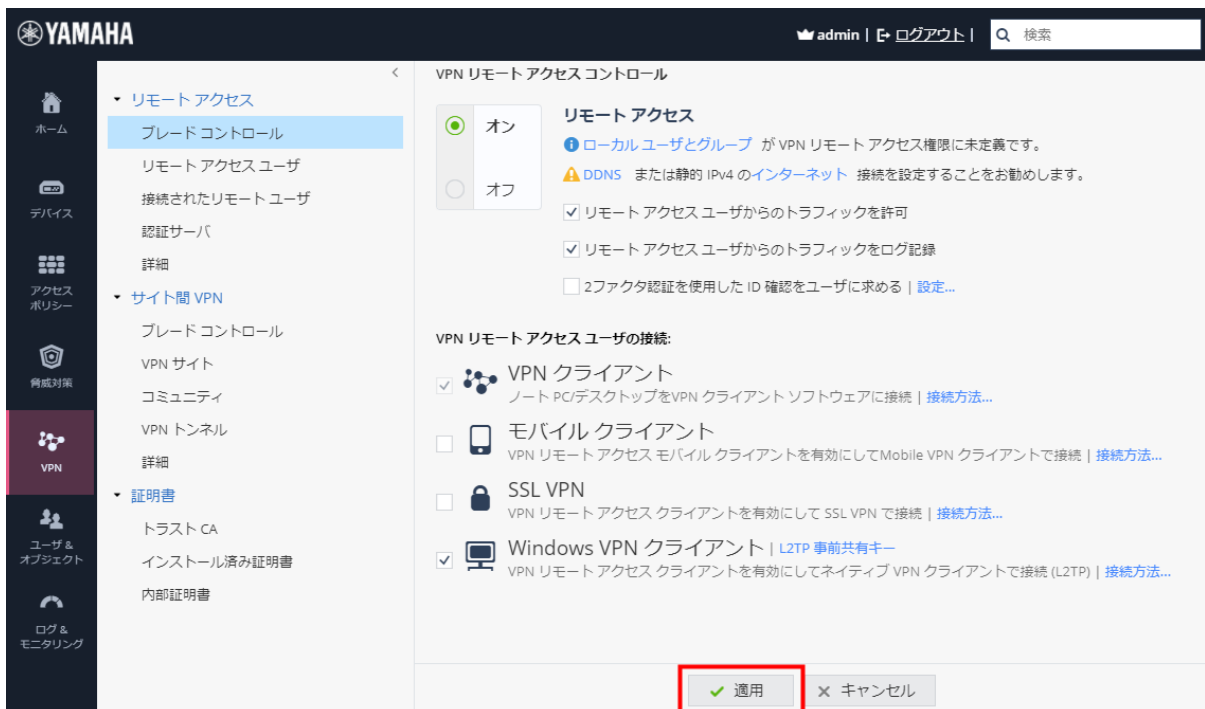 YAMAHA
admin | ログアウト |
検索
ホーム
デバイス
アクセス
ポリシー
脅威対策
VPN
ユーザ &
オブジェクト
ログ &
モニタリング
<
リモート アクセス
ブレード コントロール
リモート アクセス ユーザ
接続されたリモート ユーザ
認証サーバ
詳細
サイト間 VPN
ブレード コントロール
VPN サイト
コミュニティ
VPN トンネル
詳細
証明書
トラスト CA
インストール済み証明書
内部証明書
VPN リモート アクセス コントロール
オン
オフ
リモート アクセス
ローカル ユーザとグループ が VPN リモート アクセス権限に未定義です。
DDNS または静的 IPv4 のインターネット 接続を設定することをお勧めします。
リモート アクセス ユーザからのトラフィックを許可
リモート アクセス ユーザからのトラフィックをログ記録
2ファクタ認証を使用した ID 確認をユーザに求める | 設定...
VPN リモート アクセス ユーザの接続:
VPN クライアント
ノート PC/デスクトップをVPN クライアント ソフトウェアに接続 | 接続方法...
モバイル クライアント
VPN リモート アクセス モバイル クライアントを有効にしてMobile VPN クライアントで接続 | 接続方法...
SSL VPN
VPN リモート アクセス クライアントを有効にして SSL VPN で接続 | 接続方法...
Windows VPN クライアント | L2TP 事前共有キー
VPN リモート アクセス クライアントを有効にしてネイティブ VPN クライアントで接続 (L2TP) | 接続方法...
適用
キャンセル